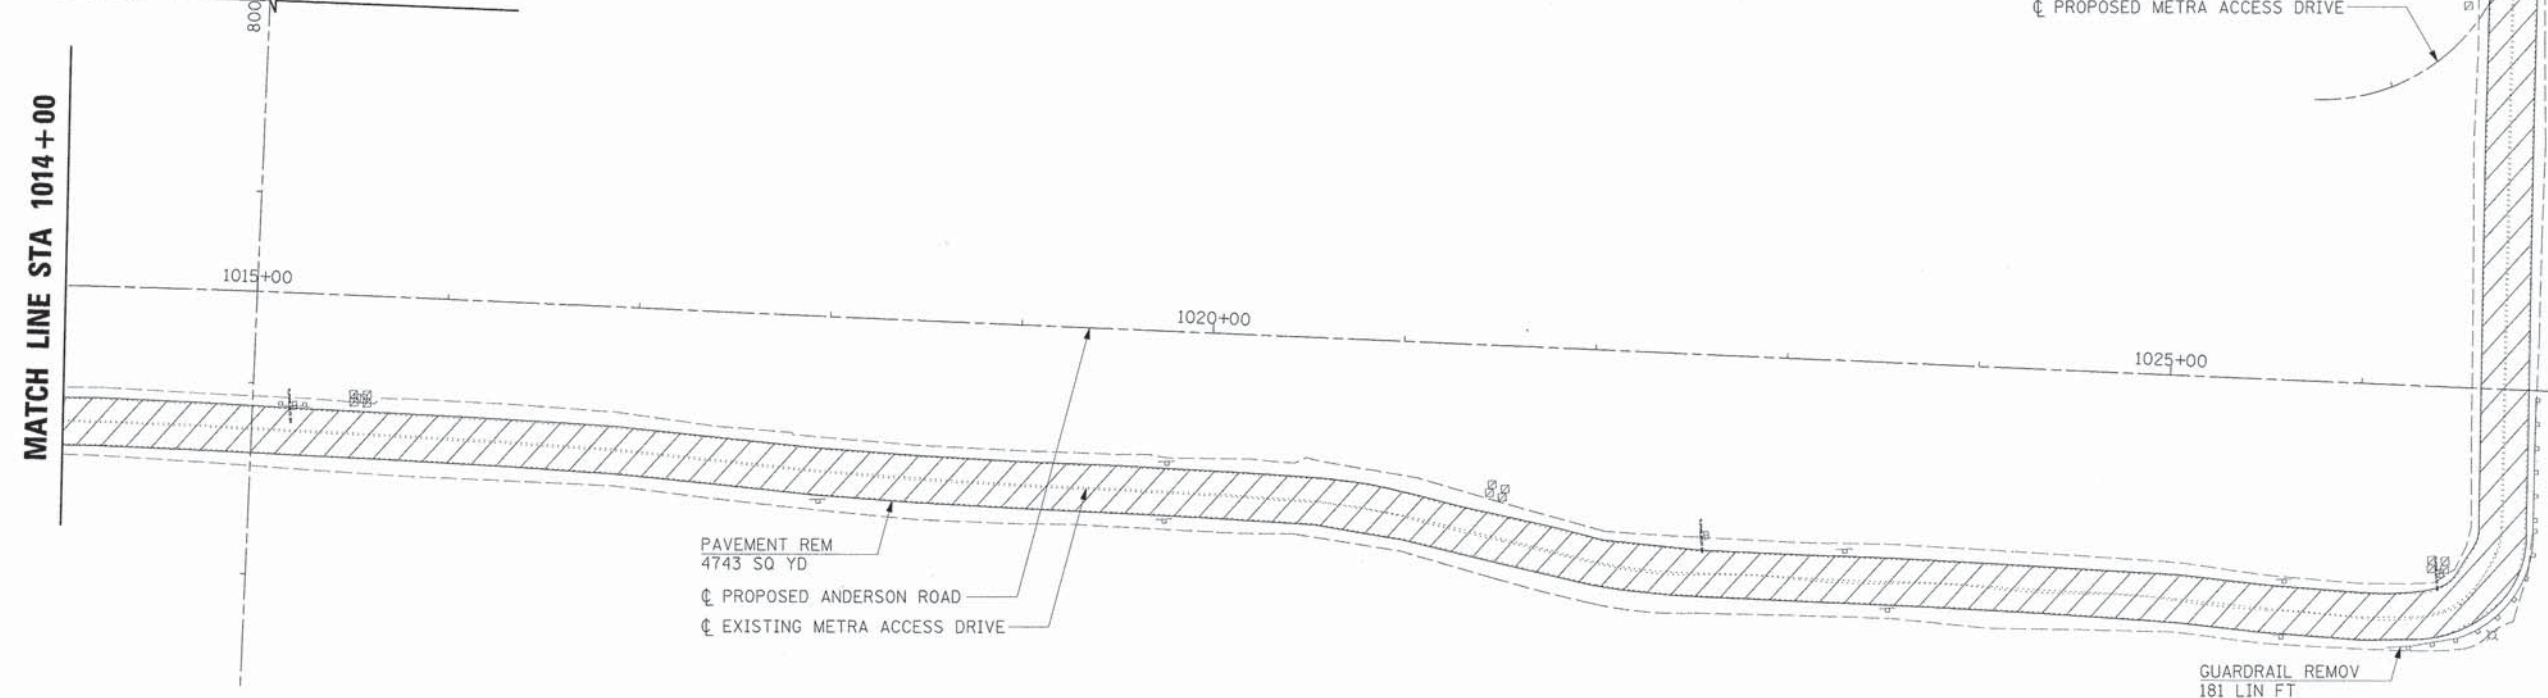 800
℄ PROPOSED METRA ACCESS DRIVE
MATCH LINE STA 1014+00
1015+00
1020+00
1025+00
PAVEMENT REM
4743 SQ YD
℄ PROPOSED ANDERSON ROAD
℄ EXISTING METRA ACCESS DRIVE
GUARDRAIL REMOV
181 LIN FT